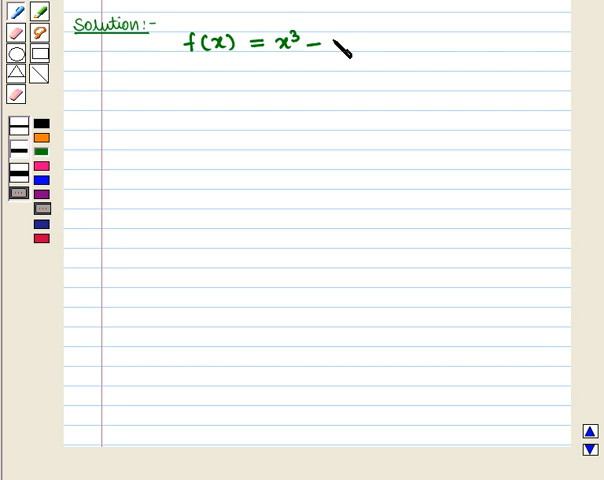 Solution:-
f(x) = x³ -